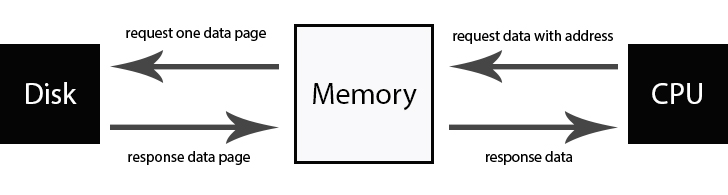 request one data page
request data with address
Disk
Memory
CPU
response data page
response data